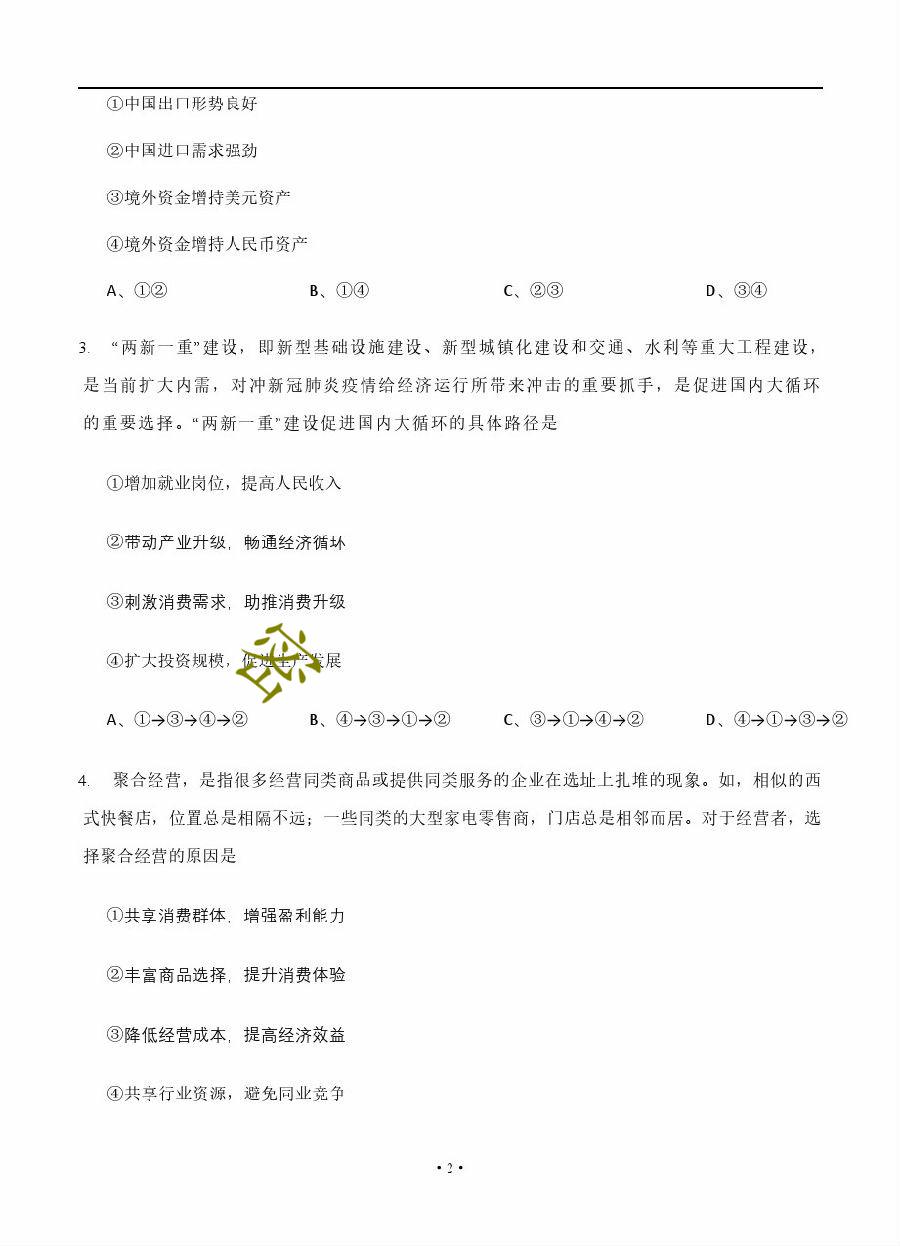 ①中国出口形势良好
②中国进口需求强劲
③境外资金增持美元资产
④境外资金增持人民币资产
A、①② B、①④ C、②③ D、③④
3. “两新一重”建设，即新型基础设施建设、新型城镇化建设和交通、水利等重大工程建设，
是当前扩大内需，对冲新冠肺炎疫情给经济运行所带来冲击的重要抓手，是促进国内大循环
的重要选择。“两新一重”建设促进国内大循环的具体路径是
①增加就业岗位，提高人民收入
②带动产业升级，畅通经济循环
③刺激消费需求，助推消费升级
④扩大投资规模，促进生产发展
A、①→③→④→② B、④→③→①→② C、③→①→④→② D、④→①→③→②
4. 聚合经营，是指很多经营同类商品或提供同类服务的企业在选址上扎堆的现象。如，相似的西
式快餐店，位置总是相隔不远；一些同类的大型家电零售商，门店总是相邻而居。对于经营者，选
择聚合经营的原因是
①共享消费群体，增强盈利能力
②丰富商品选择，提升消费体验
③降低经营成本，提高经济效益
④共享行业资源，避免同业竞争
•2•